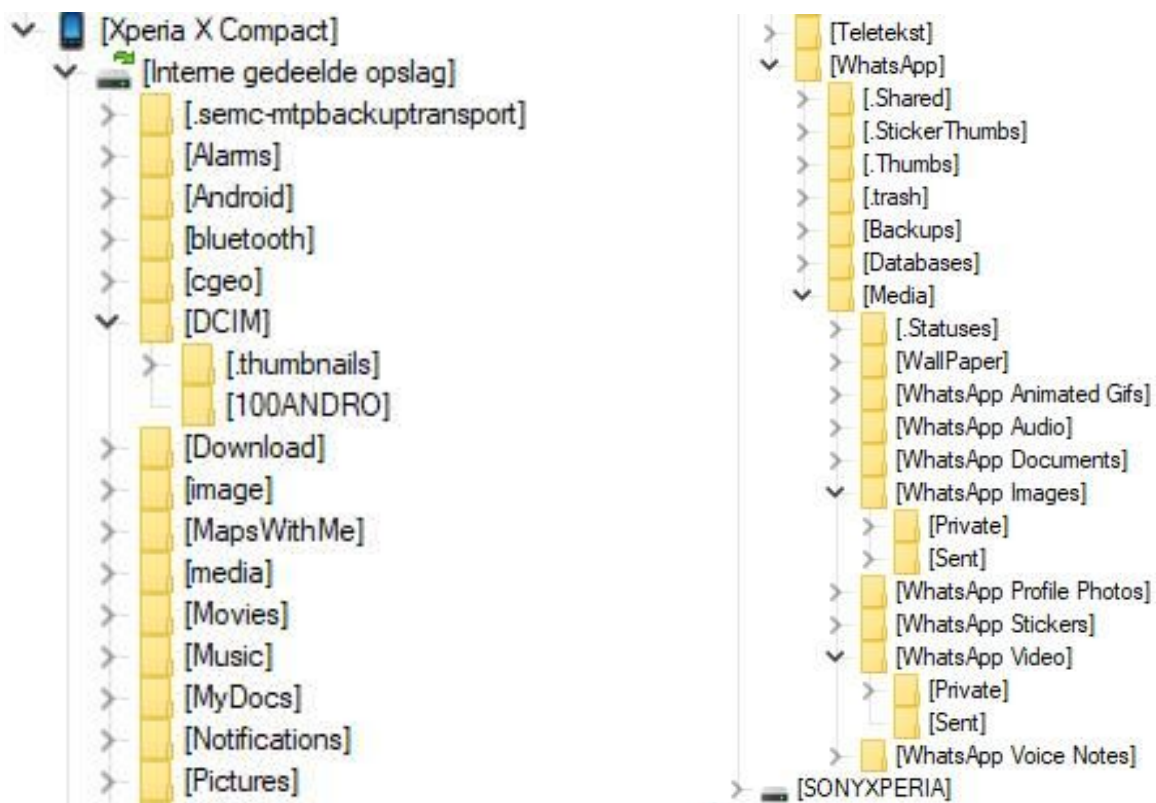 [Xperia X Compact]
[Interne gedeelde opslag]
[.semc-mtpbackuptransport]
[Alarms]
[Android]
[bluetooth]
[cgeo]
[DCIM]
[.thumbnails]
[100ANDRO]
[Download]
[image]
[MapsWithMe]
[media]
[Movies]
[Music]
[MyDocs]
[Notifications]
[Pictures]
[Teletekst]
[WhatsApp]
[.Shared]
[.StickerThumbs]
[.Thumbs]
[.trash]
[Backups]
[Databases]
[Media]
[.Statuses]
[WallPaper]
[WhatsApp Animated Gifs]
[WhatsApp Audio]
[WhatsApp Documents]
[WhatsApp Images]
[Private]
[Sent]
[WhatsApp Profile Photos]
[WhatsApp Stickers]
[WhatsApp Video]
[Private]
[Sent]
[WhatsApp Voice Notes]
[SONYXPERIA]